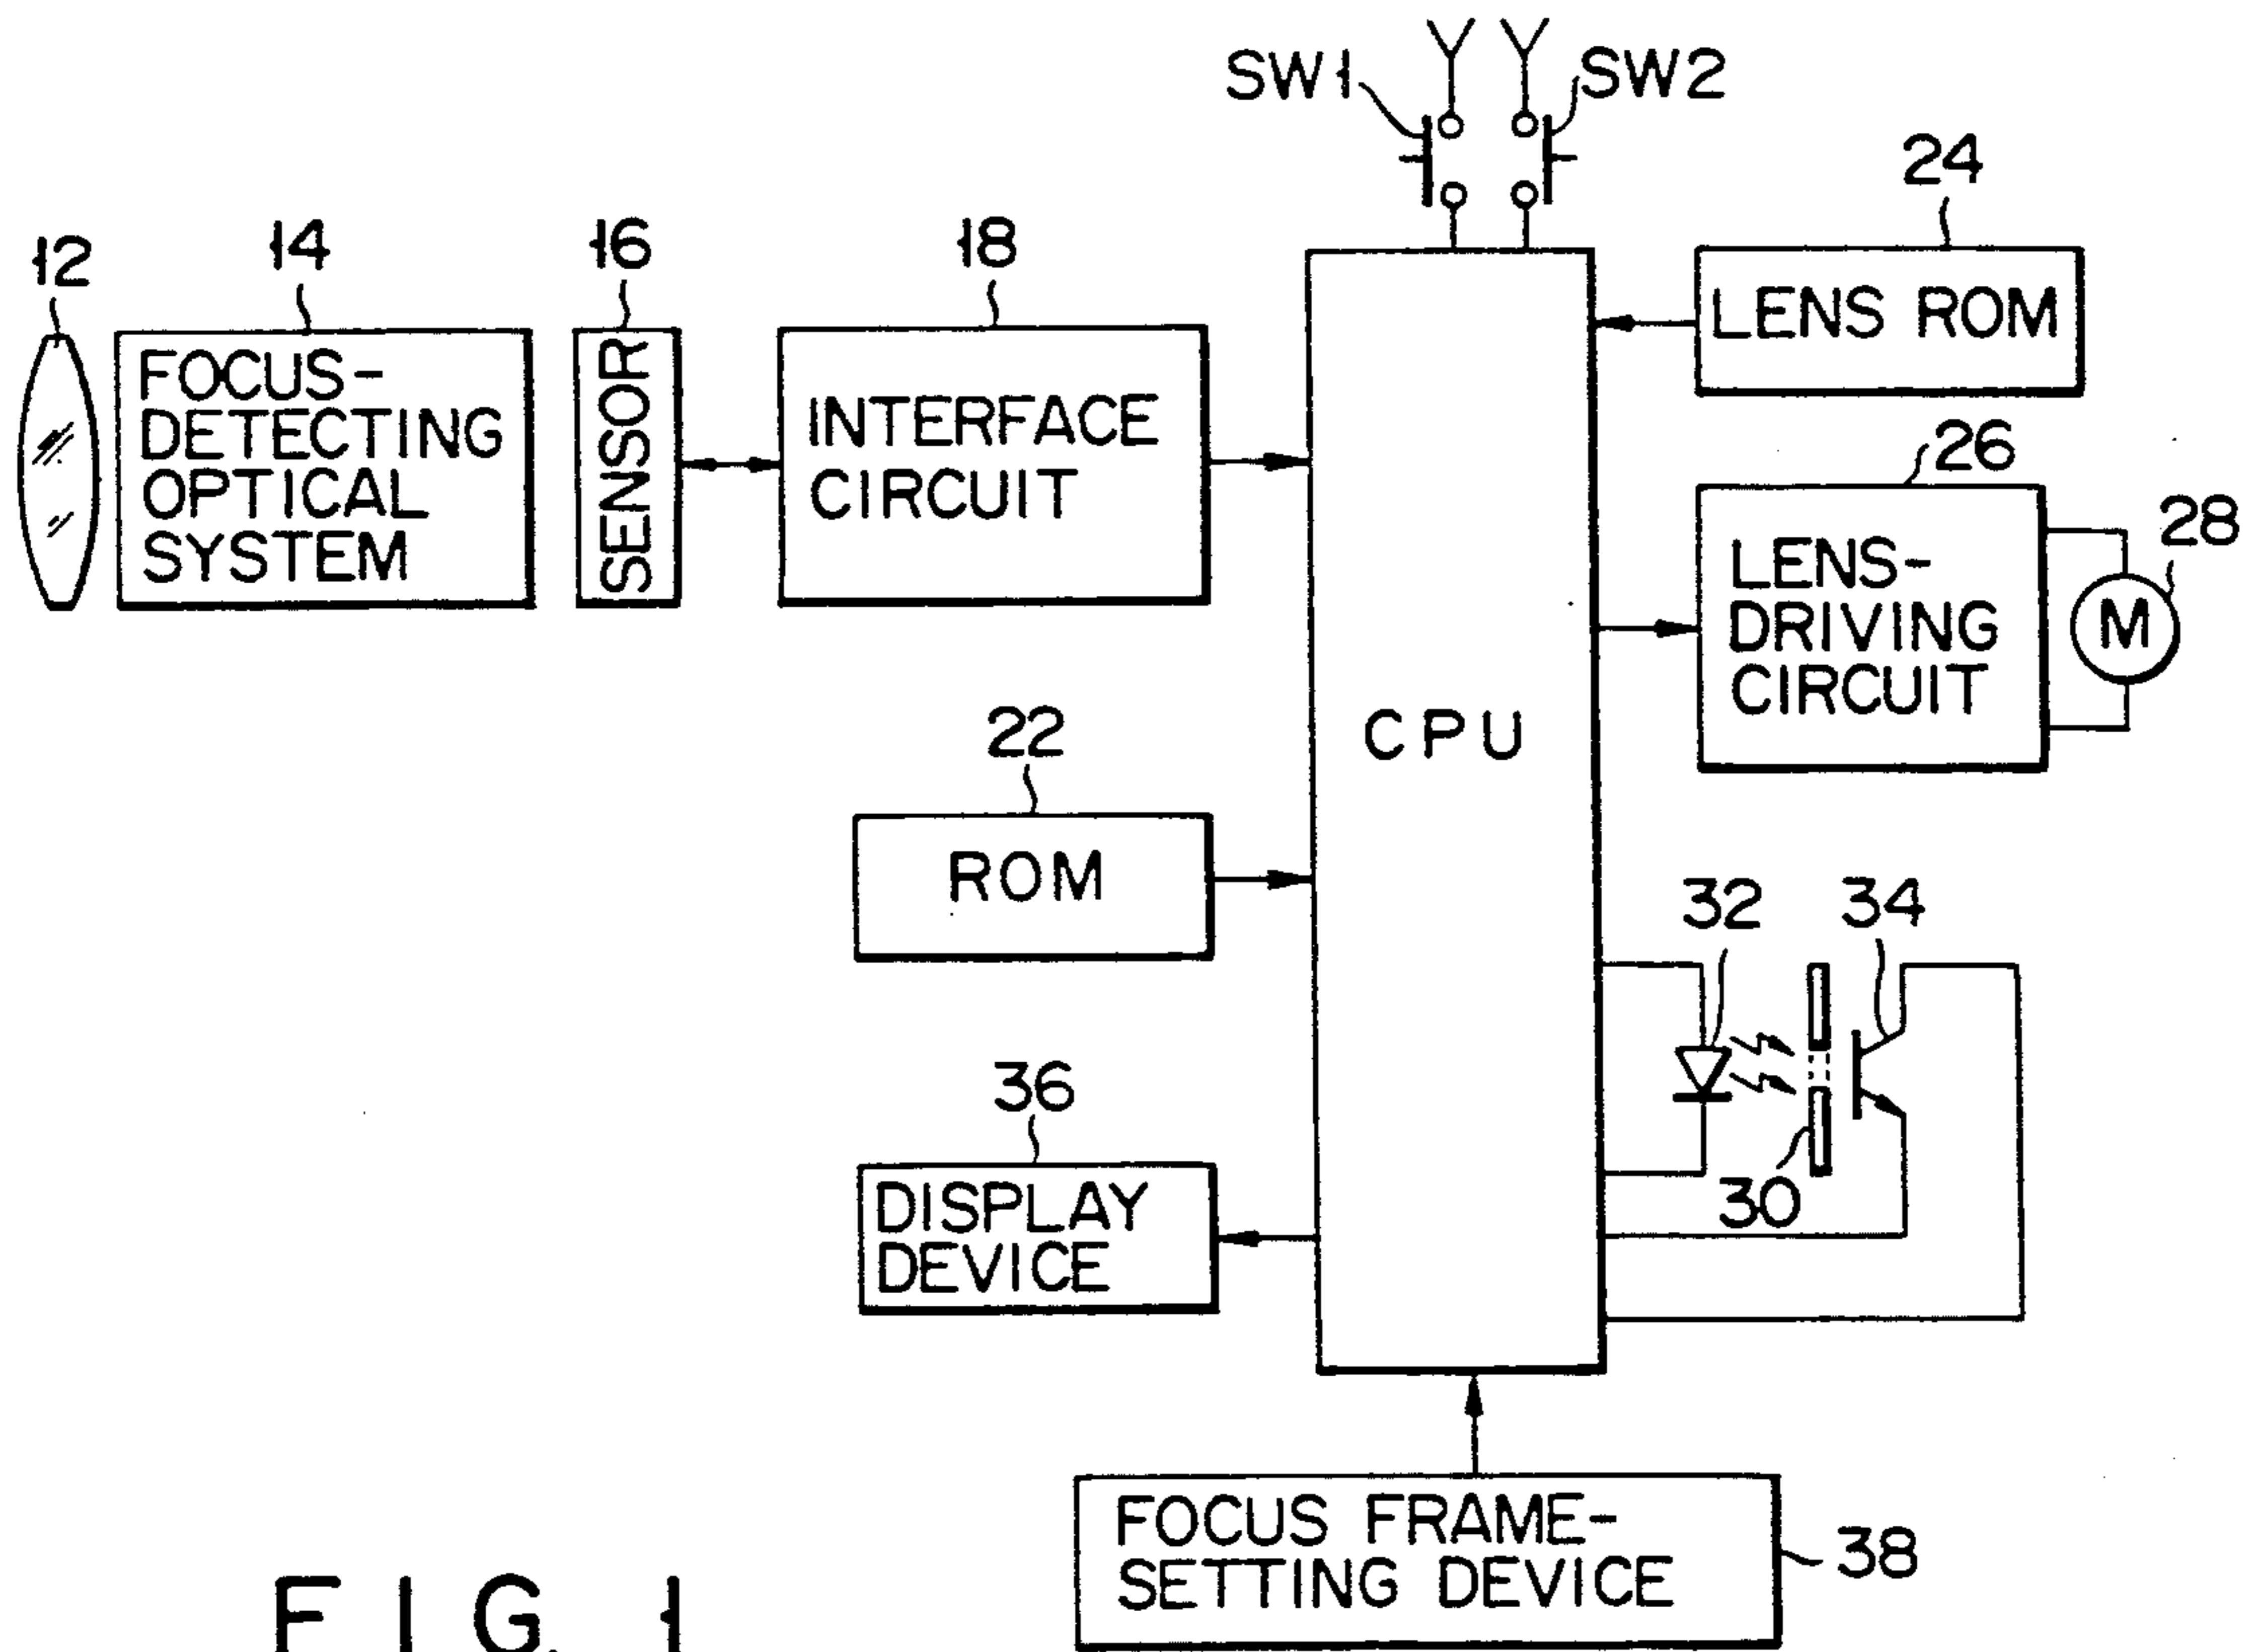 SW1
SW2
24
12
14
16
18
LENS ROM
FOCUS-
DETECTING
OPTICAL
SYSTEM
SENSOR
INTERFACE
CIRCUIT
26
28
LENS-
DRIVING
CIRCUIT
M
CPU
22
ROM
32
34
36
DISPLAY
DEVICE
30
FOCUS FRAME-
SETTING DEVICE
38
FIG. 1